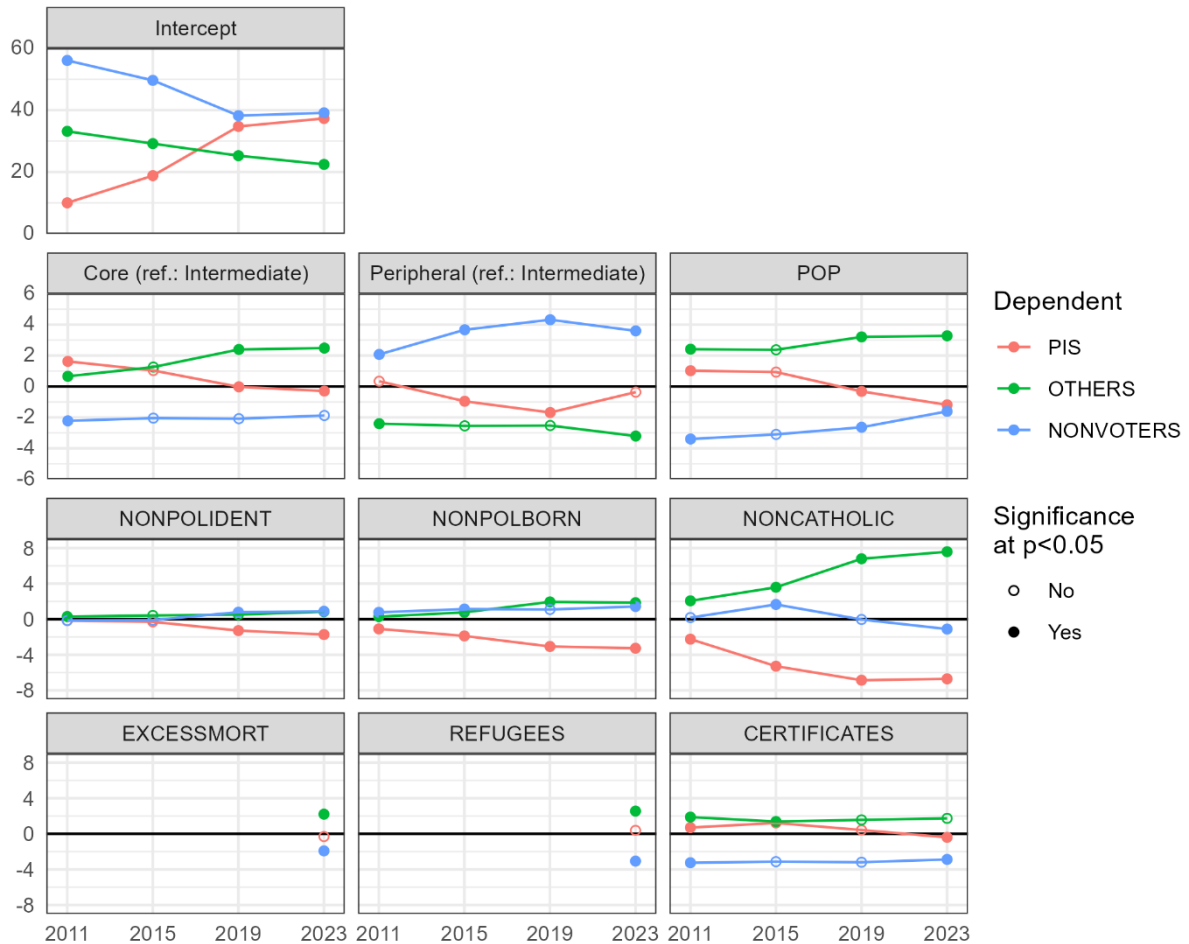 Intercept
60
40
20
0
Core (ref.: Intermediate)
Peripheral (ref.: Intermediate)
POP
6
4
2
0
-2
-4
-6
NONPOLIDENT
NONPOLBORN
NONCATHOLIC
8
4
0
-4
-8
EXCESSMORT
REFUGEES
CERTIFICATES
8
4
0
-4
-8
2011 2015 2019 2023
2011 2015 2019 2023
2011 2015 2019 2023
Dependent
PIS
OTHERS
NONVOTERS
Significance
at p<0.05
No
Yes